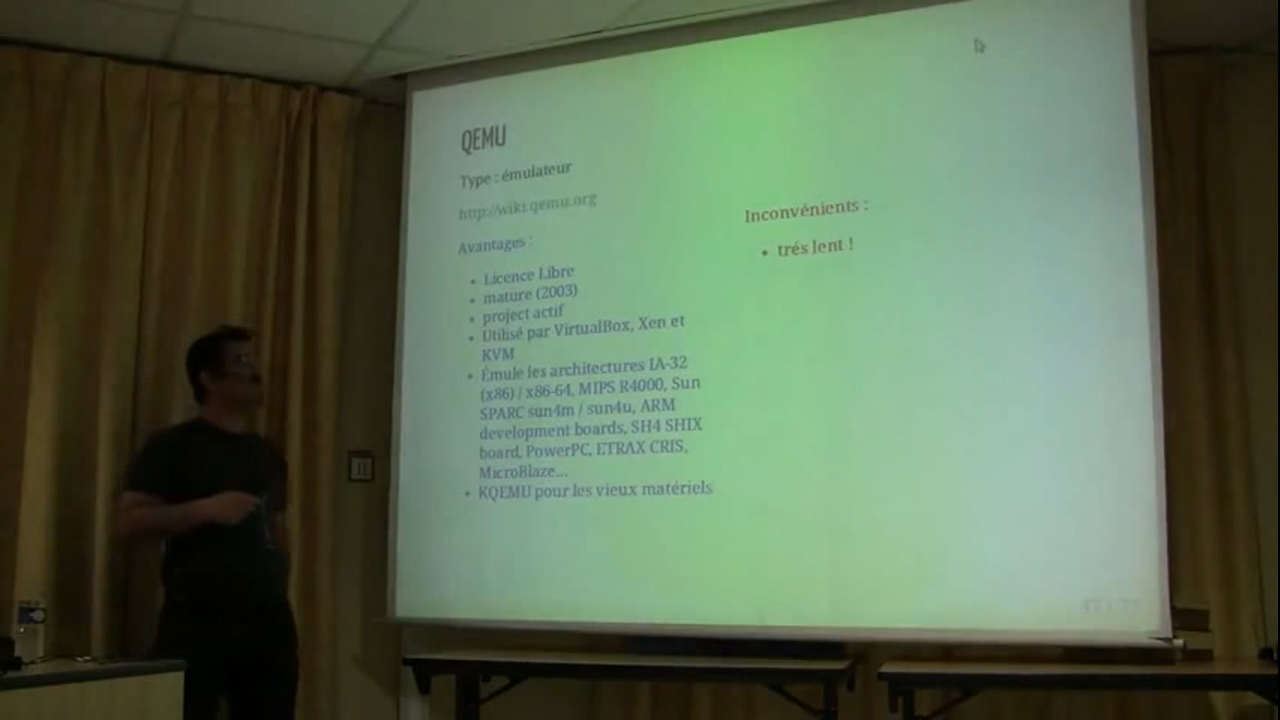 QEMU
Type : émulateur
http://wiki.qemu.org
Avantages :
• Licence Libre
• mature (2003)
• project actif
• Utilisé par VirtualBox, Xen et
KVM
• Émule les architectures IA-32
(x86) / x86-64, MIPS R4000, Sun
SPARC sun4m / sun4u, ARM
development boards, SH4 SHIX
board, PowerPC, ETRAX CRIS,
MicroBlaze...
• KQEMU pour les vieux matériels
Inconvénients :
• trés lent !